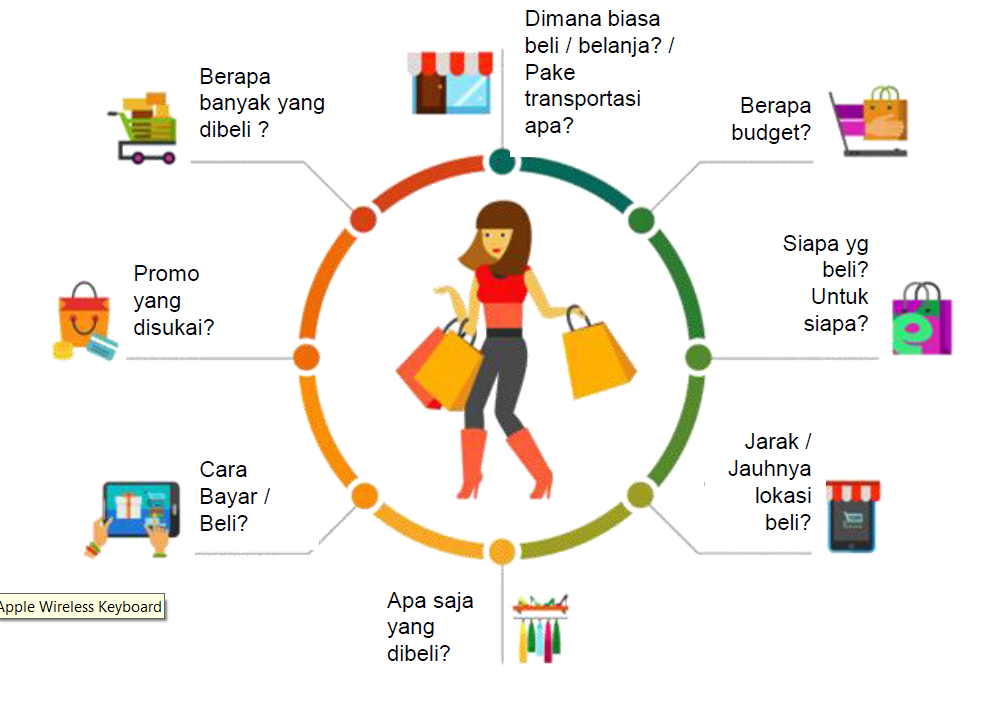 Dimana biasa
beli / belanja? /
Pake
transportasi
apa?
Berapa
budget?
Siapa yg
beli?
Untuk
siapa?
Jarak /
Jauhnya
lokasi
beli?
Apa saja
yang
dibeli?
Cara
Bayar /
Beli?
Promo
yang
disukai?
Berapa
banyak yang
dibeli ?
Apple Wireless Keyboard